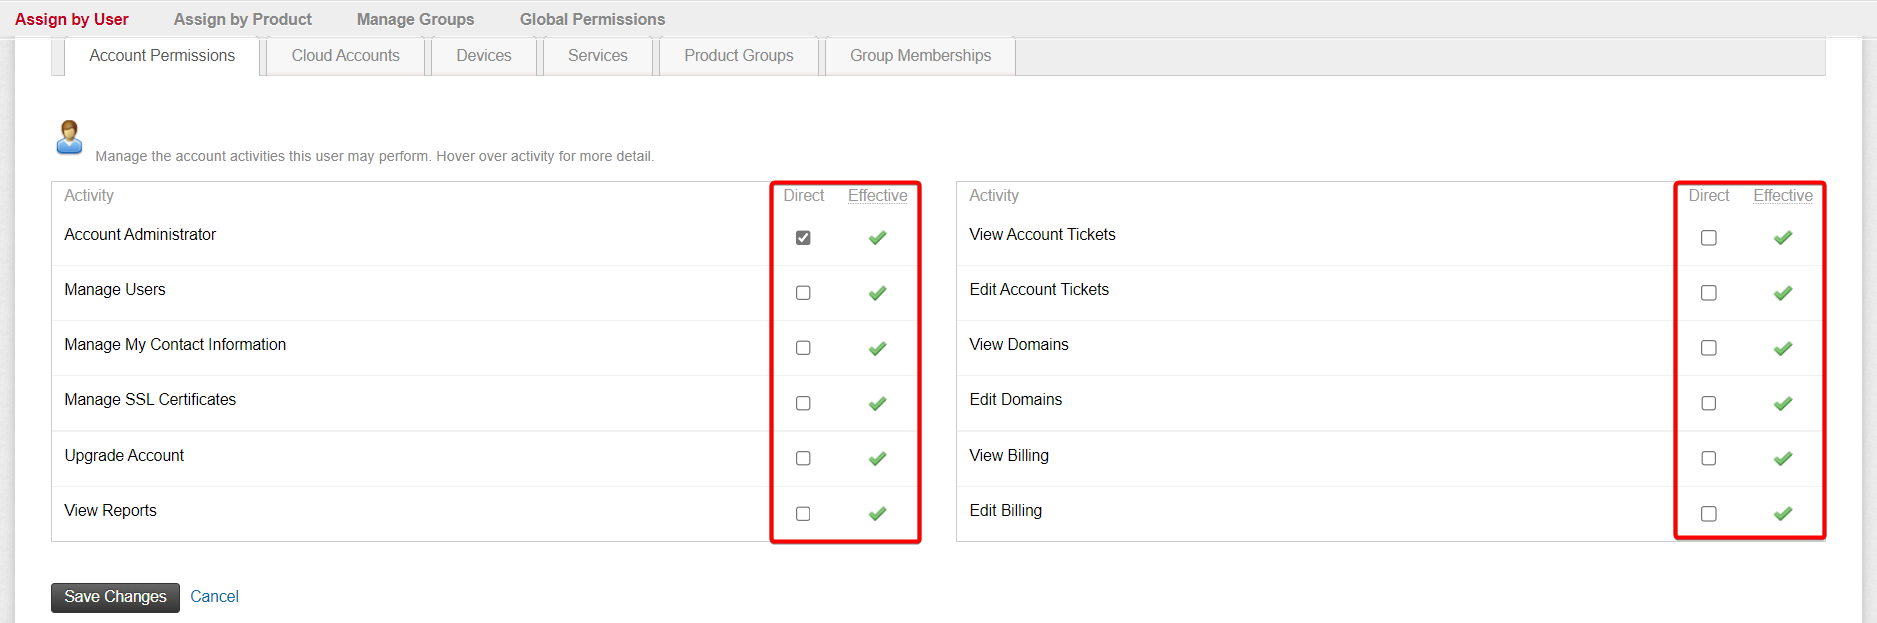 Assign by User Assign by Product Manage Groups Global Permissions
Account Permissions Cloud Accounts Devices Services Product Groups Group Memberships
Manage the account activities this user may perform. Hover over activity for more detail.
Activity Direct Effective
Account Administrator
Manage Users
Manage My Contact Information
Manage SSL Certificates
Upgrade Account
View Reports
Activity Direct Effective
View Account Tickets
Edit Account Tickets
View Domains
Edit Domains
View Billing
Edit Billing
Save Changes Cancel